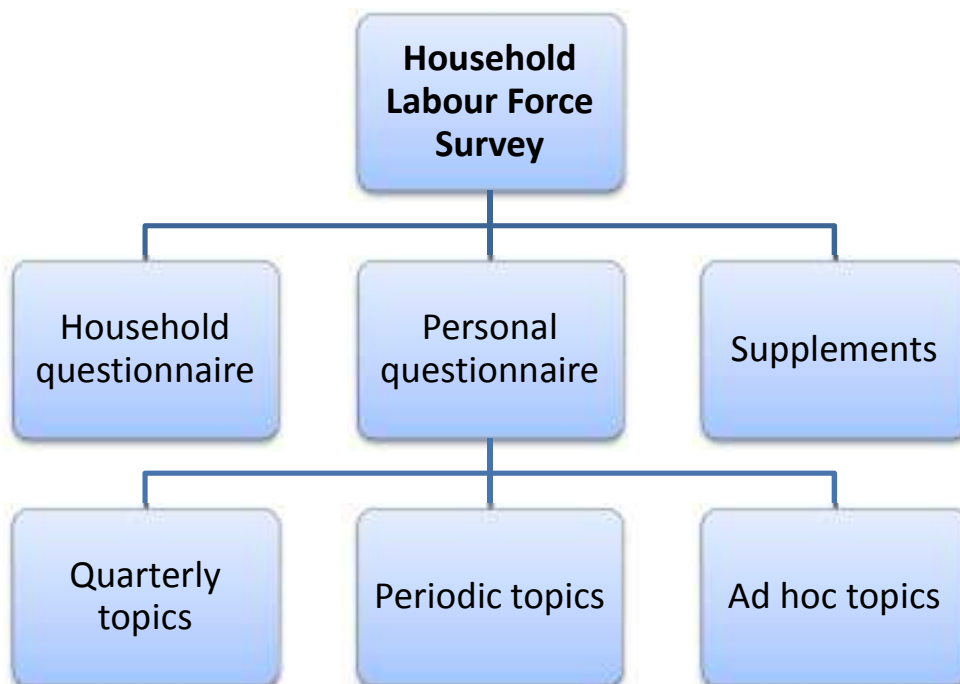 Household
Labour Force
Survey
Household
questionnaire
Personal
questionnaire
Supplements
Quarterly
topics
Periodic topics
Ad hoc topics